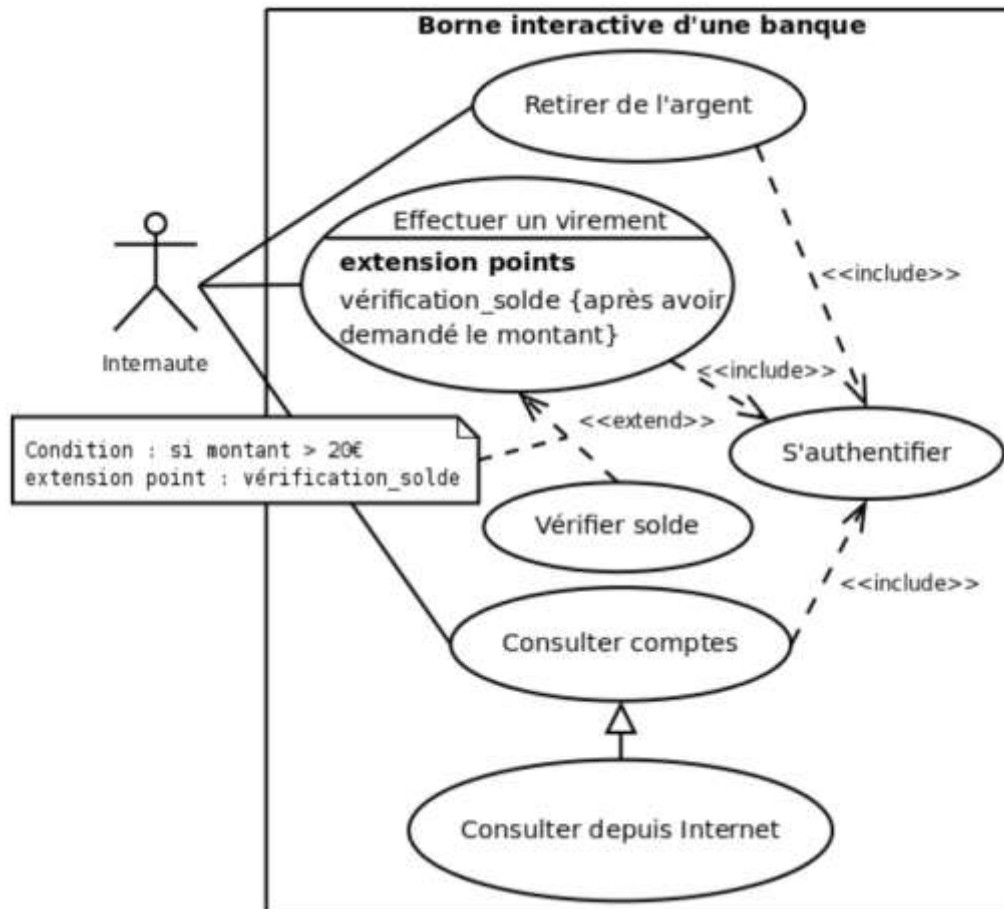 Borne interactive d'une banque
Retirer de l'argent
Effectuer un virement
extension points
vérification_solde {après avoir
demandé le montant}
<<include>>
Internaute
<<include>>
<<extend>>
Condition : si montant > 20€
extension point : vérification_solde
S'authentifier
Vérifier solde
<<include>>
Consulter comptes
Consulter depuis Internet